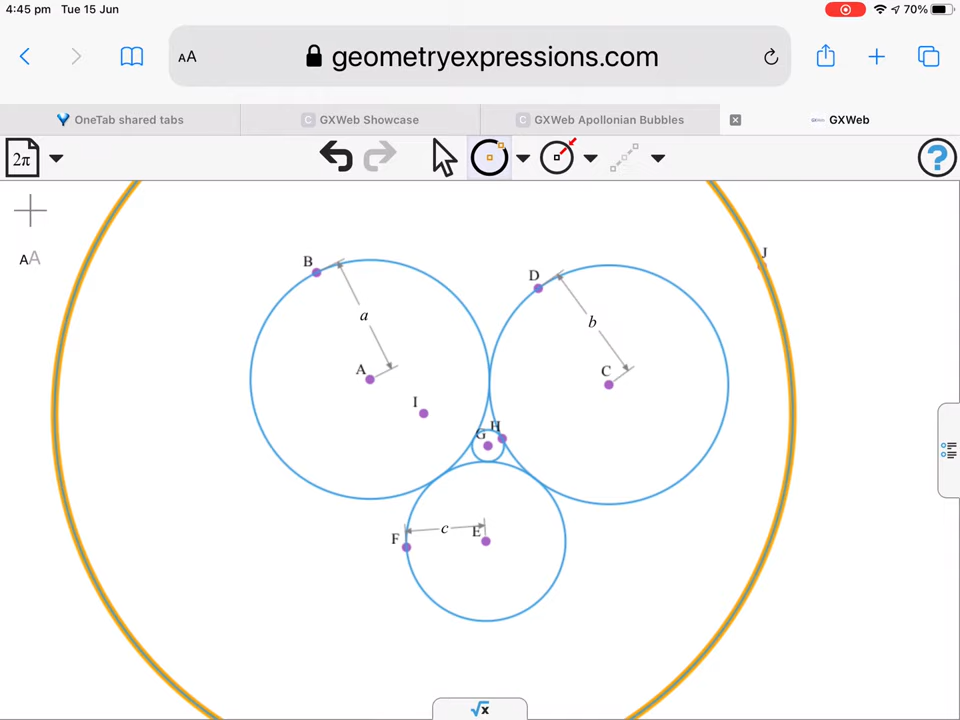 4:45 pm Tue 15 Jun 70%
AA geometryexpressions.com
OneTab shared tabs GXWeb Showcase GXWeb Apollonian Bubbles GXWeb
2π ?
AA
J
B
D
a
b
A
C
I
G H
F c E
√x